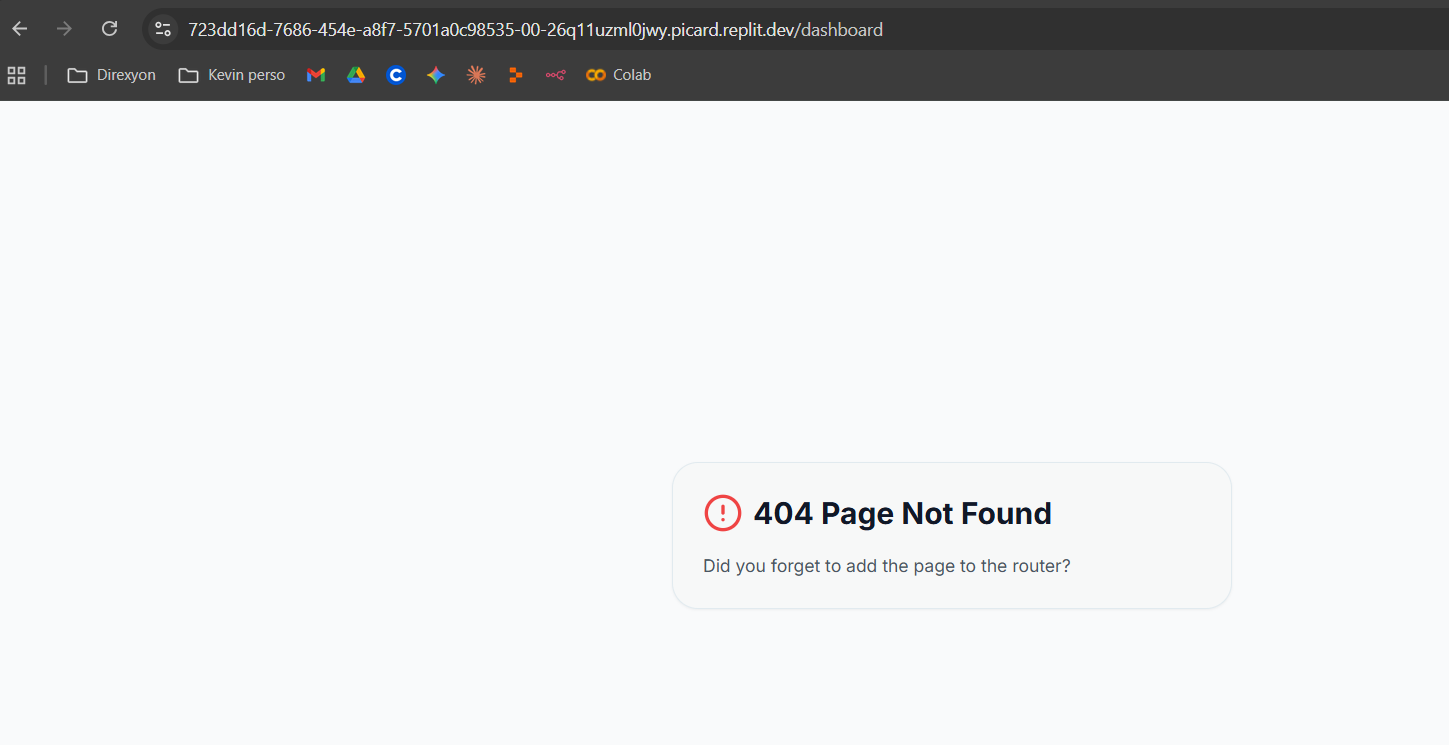 723dd16d-7686-454e-a8f7-5701a0c98535-00-26q11uzml0jwy.picard.replit.dev/dashboard
Direxyon Kevin perso C Colab
404 Page Not Found
Did you forget to add the page to the router?